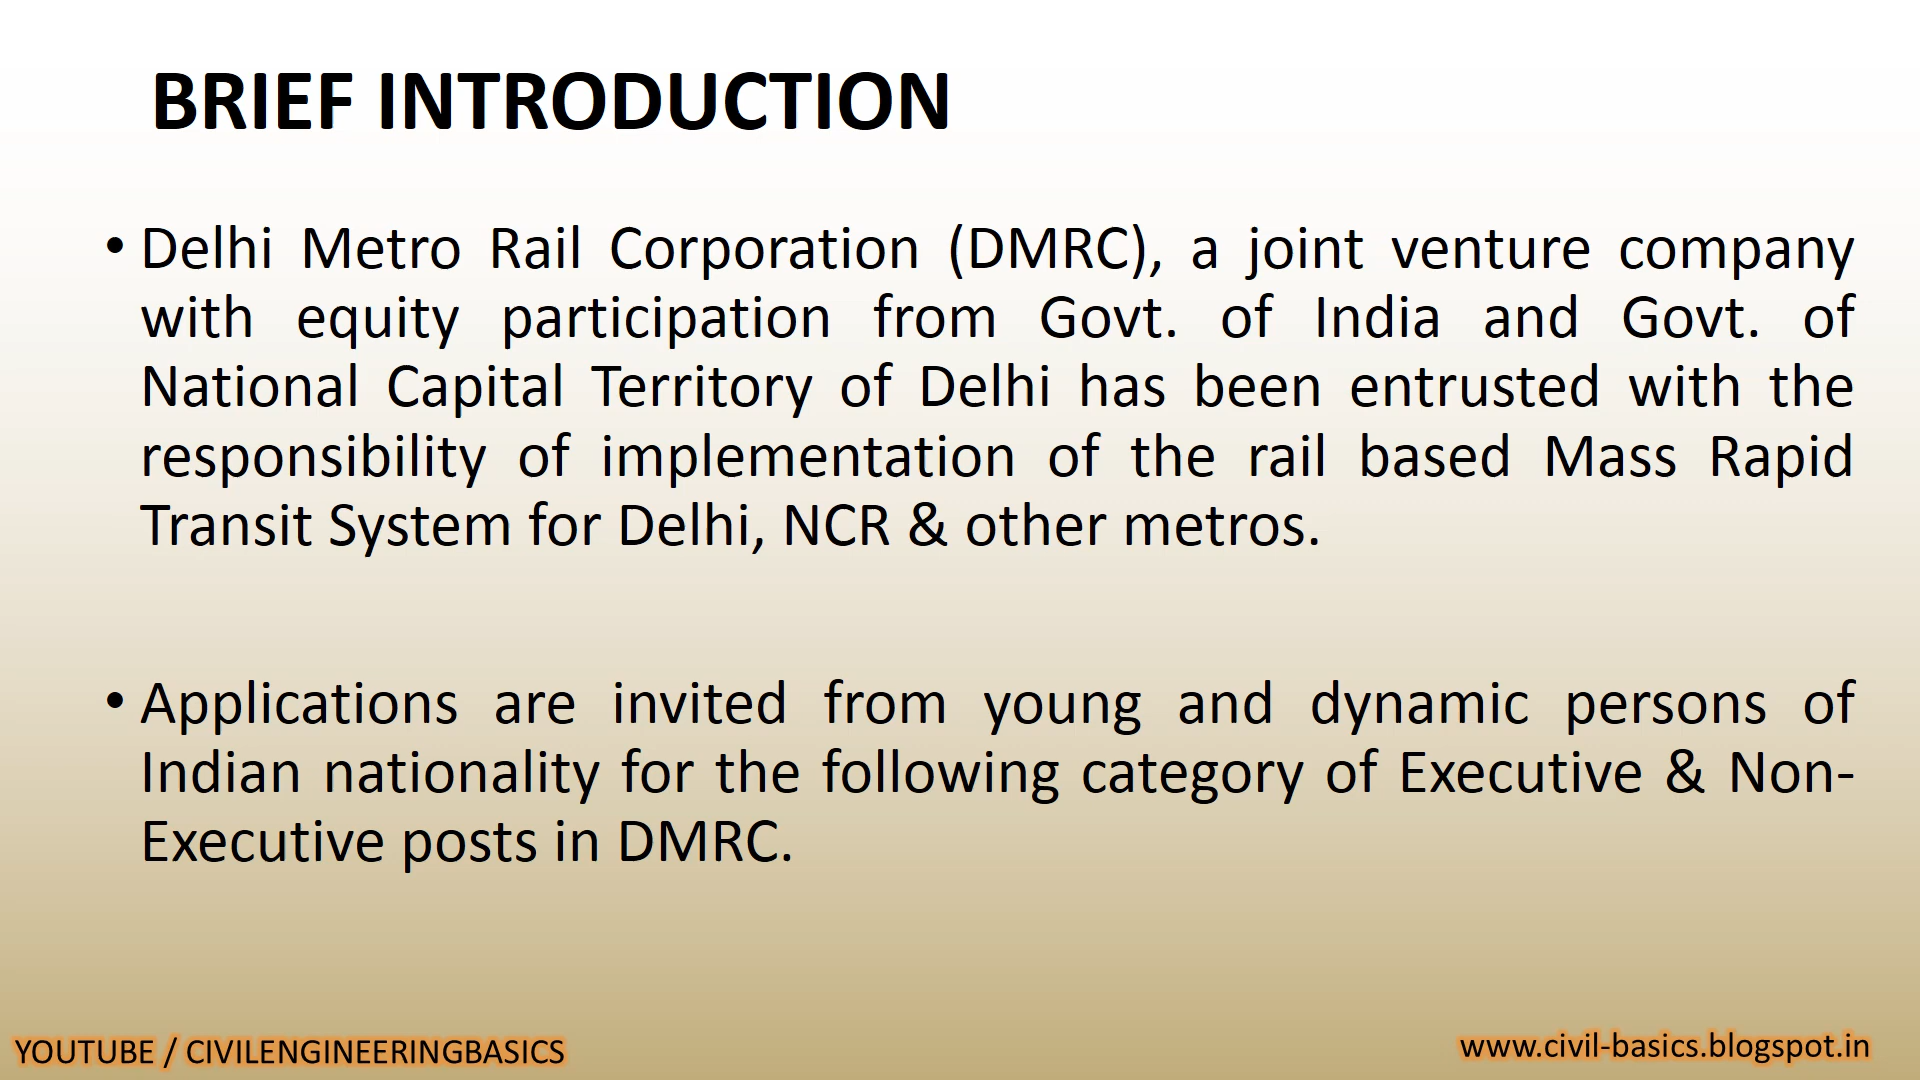 BRIEF INTRODUCTION
• Delhi Metro Rail Corporation (DMRC), a joint venture company
with equity participation from Govt. of India and Govt. of
National Capital Territory of Delhi has been entrusted with the
responsibility of implementation of the rail based Mass Rapid
Transit System for Delhi, NCR & other metros.
• Applications are invited from young and dynamic persons of
Indian nationality for the following category of Executive & Non-
Executive posts in DMRC.
YOUTUBE / CIVILENGINEERINGBASICS
www.civil-basics.blogspot.in